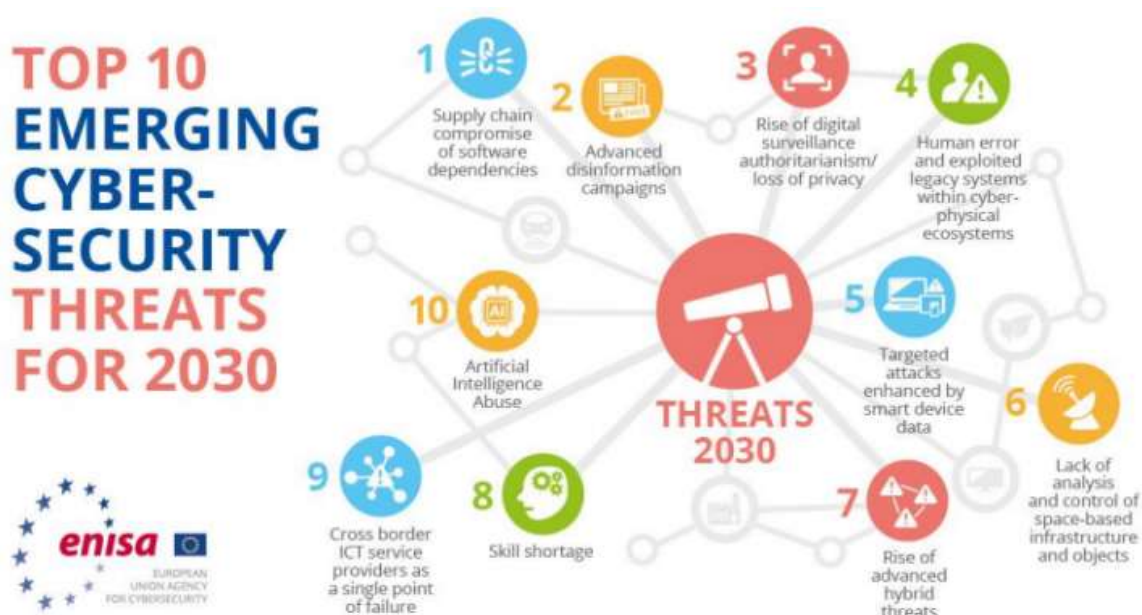 TOP 10
EMERGING
CYBER-
SECURITY
THREATS
FOR 2030
1
Supply chain
compromise
of software
dependencies
2
Advanced
disinformation
campaigns
3
Rise of digital
surveillance
authoritarianism/
loss of privacy
4
Human error
and exploited
legacy systems
within cyber-
physical
ecosystems
5
Targeted
attacks
enhanced by
smart device
data
6
Lack of
analysis
and control of
space-based
infrastructure
and objects
7
Rise of
advanced
hybrid
threats
8
Skill shortage
9
Cross border
ICT service
providers as
a single point
of failure
10
AI
Artificial
Intelligence
Abuse
THREATS
2030
enisa
EUROPEAN
UNION AGENCY
FOR CYBERSECURITY